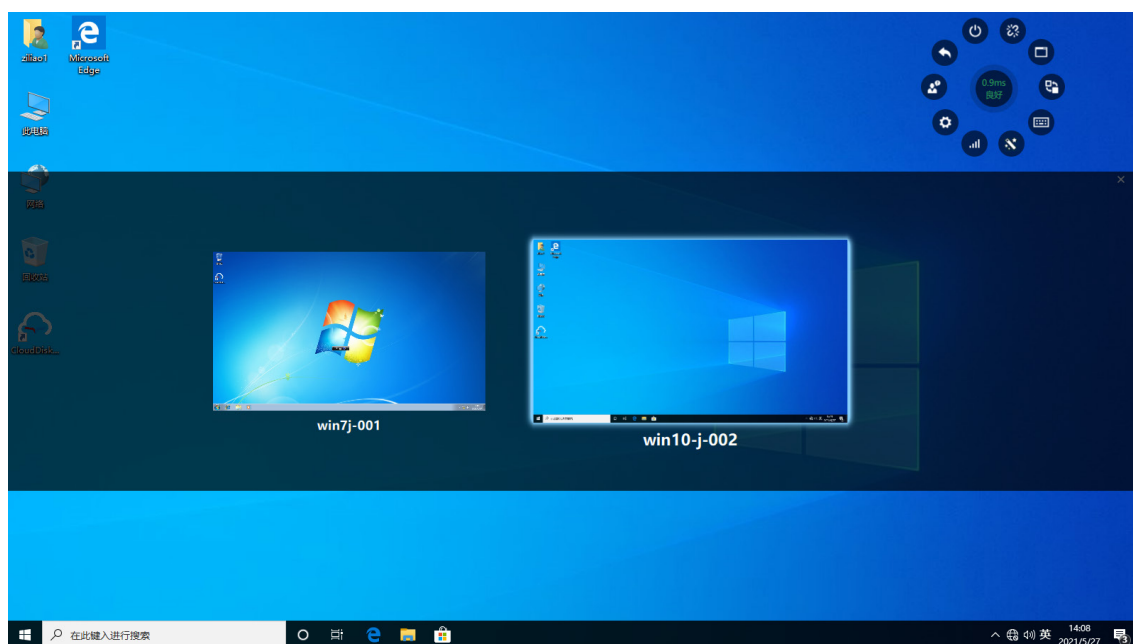 ziliao1
Microsoft
Edge
0.9ms
良好
此电脑
网络
回收站
CloudDisk...
win7j-001
win10-j-002
在此键入进行搜索
英
14:08
2021/5/27
3